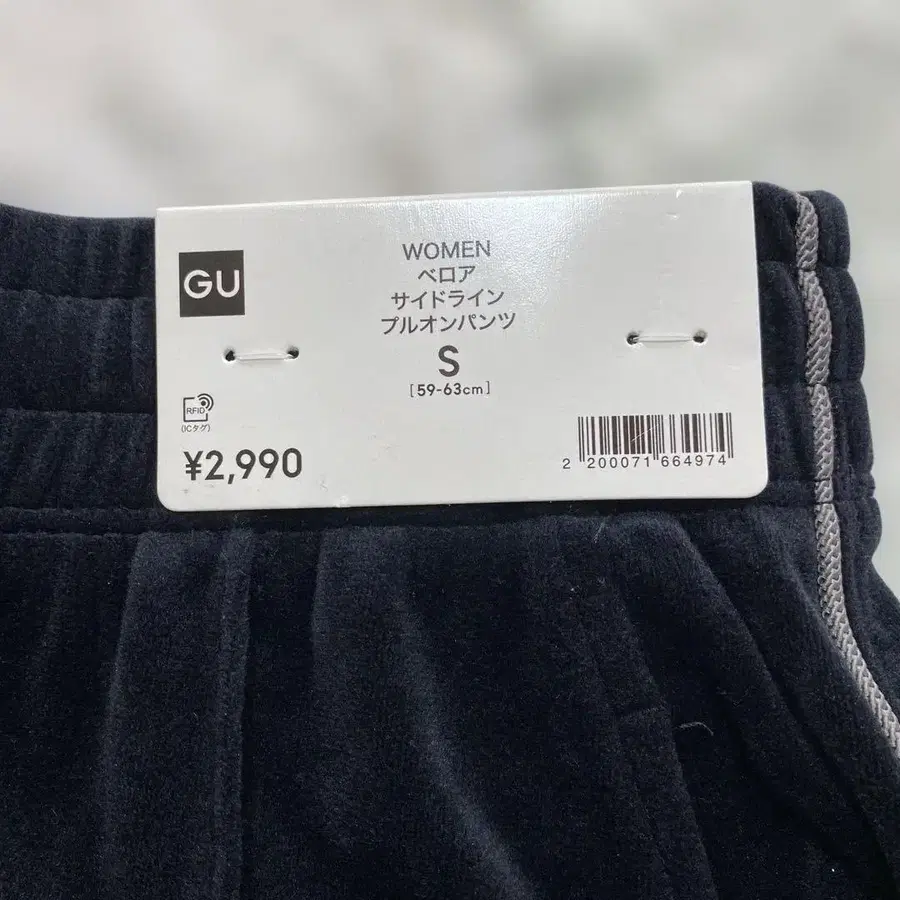 GU
WOMEN
ベロア
サイドライン
プルオンパンツ
S
[59-63cm]
RFID
(ICタグ)
¥2,990
2 200071 664974